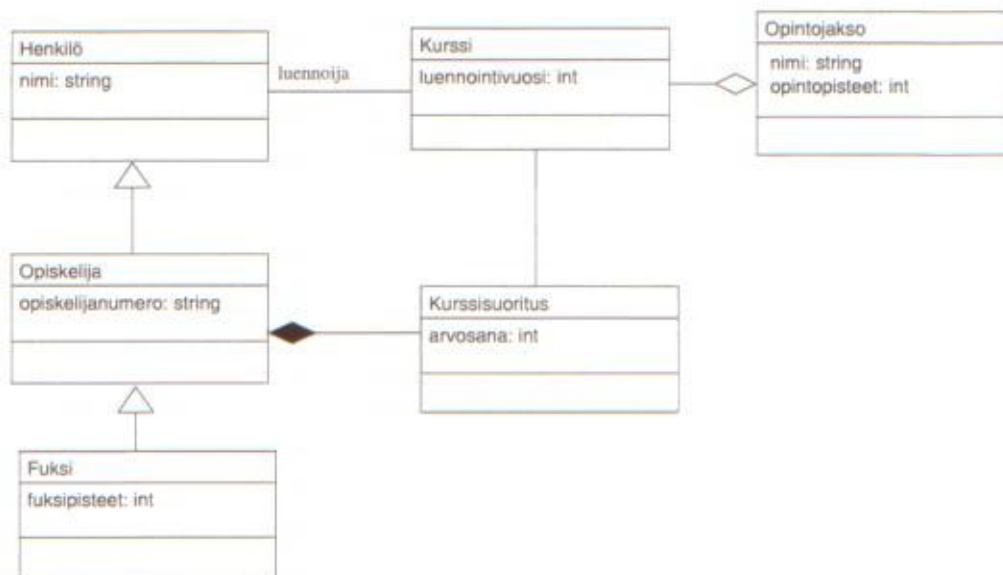 Henkilö
nimi: string
luennoija
Kurssi
luennointivuosi: int
Opintojakso
nimi: string
opintopisteet: int
Opiskelija
opiskelijanumero: string
Kurssisuoritus
arvosana: int
Fuksi
fuksipisteet: int